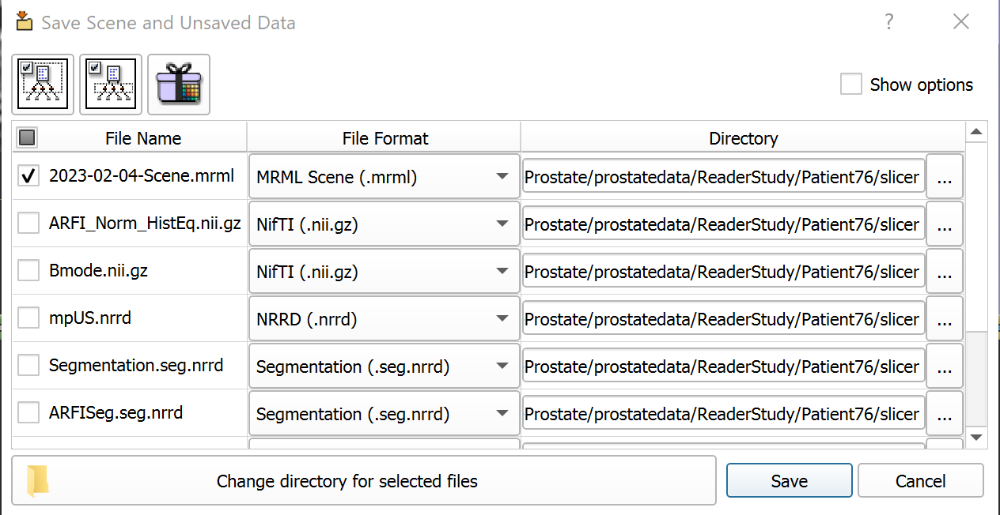 Save Scene and Unsaved Data ?
Show options
File Name File Format Directory
2023-02-04-Scene.mrml MRML Scene (.mrml) Prostate/prostatedata/ReaderStudy/Patient76/slicer ...
ARFI_Norm_HistEq.nii.gz NifTI (.nii.gz) Prostate/prostatedata/ReaderStudy/Patient76/slicer ...
Bmode.nii.gz NifTI (.nii.gz) Prostate/prostatedata/ReaderStudy/Patient76/slicer ...
mpUS.nrrd NRRD (.nrrd) Prostate/prostatedata/ReaderStudy/Patient76/slicer ...
Segmentation.seg.nrrd Segmentation (.seg.nrrd) Prostate/prostatedata/ReaderStudy/Patient76/slicer ...
ARFISeg.seg.nrrd Segmentation (.seg.nrrd) Prostate/prostatedata/ReaderStudy/Patient76/slicer ...
Change directory for selected files Save Cancel